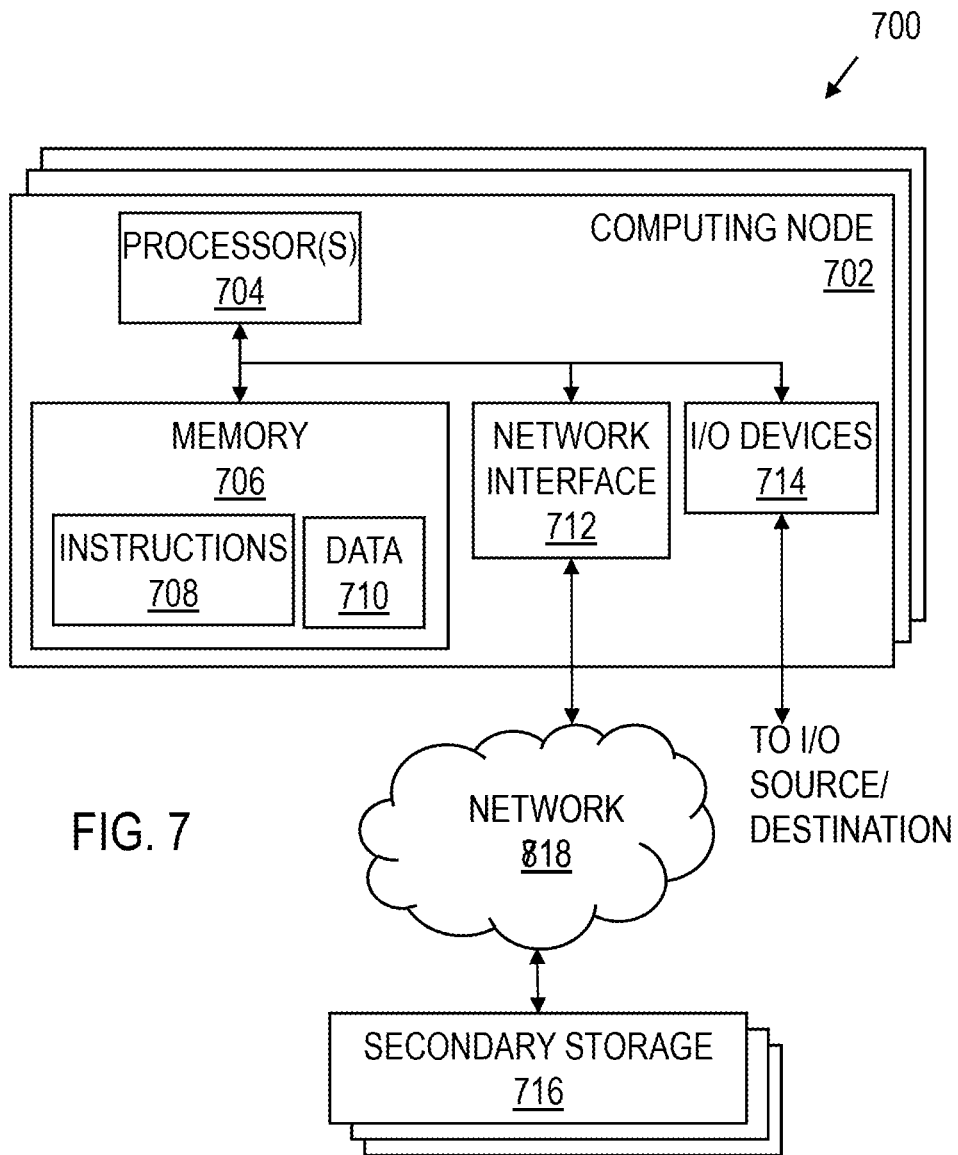 700
COMPUTING NODE
702
PROCESSOR(S)
704
MEMORY
706
INSTRUCTIONS
708
DATA
710
NETWORK
INTERFACE
712
I/O DEVICES
714
TO I/O
SOURCE/
DESTINATION
NETWORK
FIG. 7
SECONDARY STORAGE
716